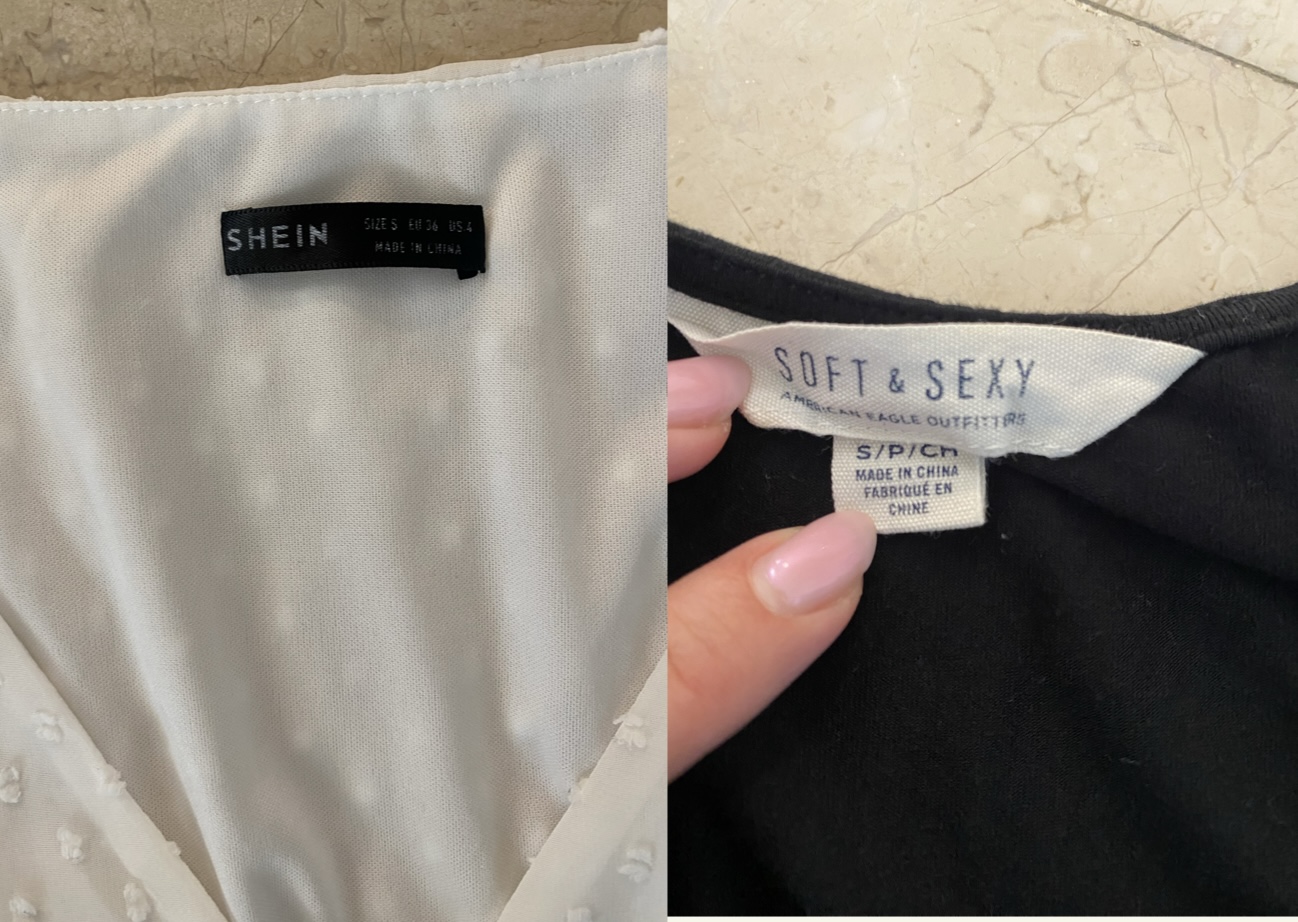 SHEIN
SIZE S EU 36 US 4
MADE IN CHINA
SOFT & SEXY
AMERICAN EAGLE OUTFITTERS
S/P/CH
MADE IN CHINA
FABRIQUÉ EN
CHINE